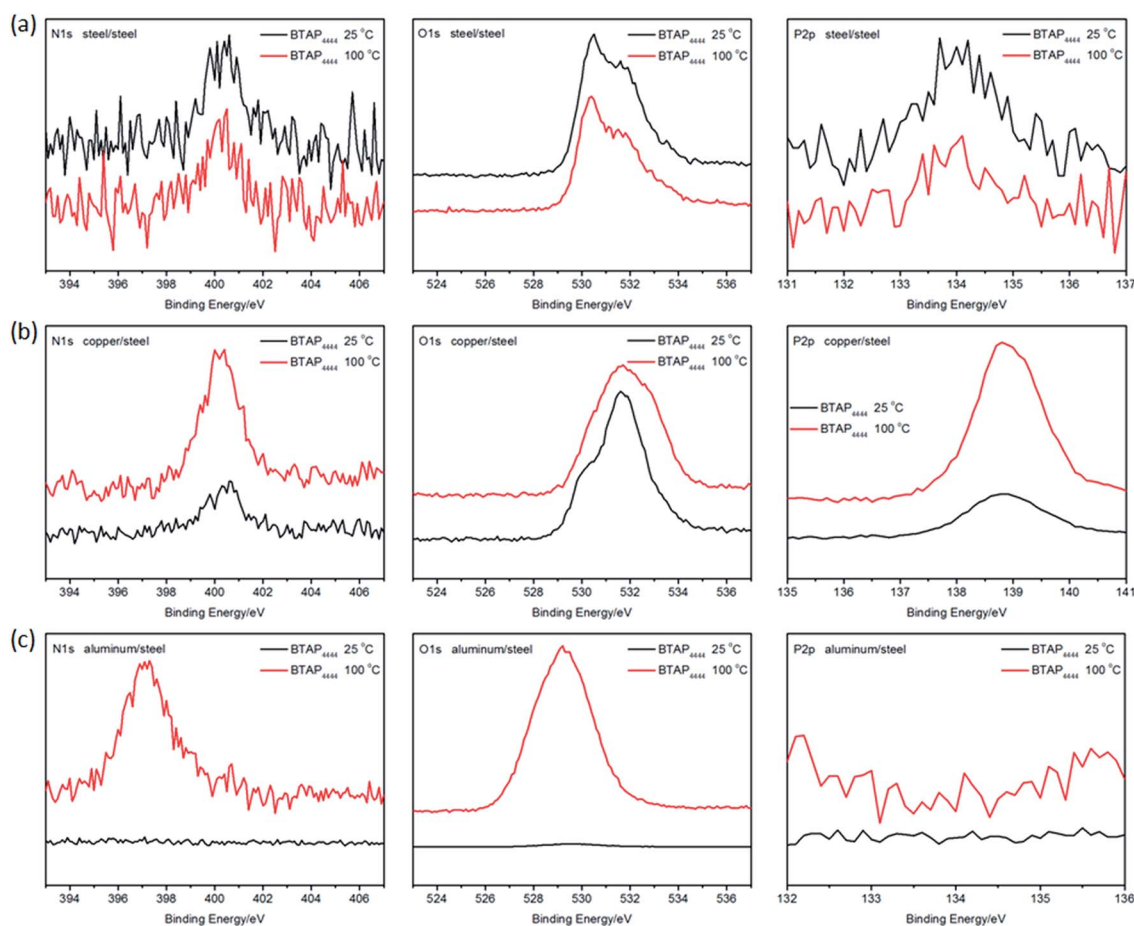 (a)
N1s steel/steel
BTAP4444 25 °C
BTAP4444 100 °C
394 396 398 400 402 404 406
Binding Energy/eV
O1s steel/steel
BTAP4444 25 °C
BTAP4444 100 °C
524 526 528 530 532 534 536
Binding Energy/eV
P2p steel/steel
BTAP4444 25 °C
BTAP4444 100 °C
131 132 133 134 135 136 137
Binding Energy/eV
(b)
N1s copper/steel
BTAP4444 25 °C
BTAP4444 100 °C
394 396 398 400 402 404 406
Binding Energy/eV
O1s copper/steel
BTAP4444 25 °C
BTAP4444 100 °C
524 526 528 530 532 534 536
Binding Energy/eV
P2p copper/steel
BTAP4444 25 °C
BTAP4444 100 °C
135 136 137 138 139 140 141
Binding Energy/eV
(c)
N1s aluminum/steel
BTAP4444 25 °C
BTAP4444 100 °C
394 396 398 400 402 404 406
Binding Energy/eV
O1s aluminum/steel
BTAP4444 25 °C
BTAP4444 100 °C
524 526 528 530 532 534 536
Binding Energy/eV
P2p aluminum/steel
BTAP4444 25 °C
BTAP4444 100 °C
132 133 134 135 136
Binding Energy/eV